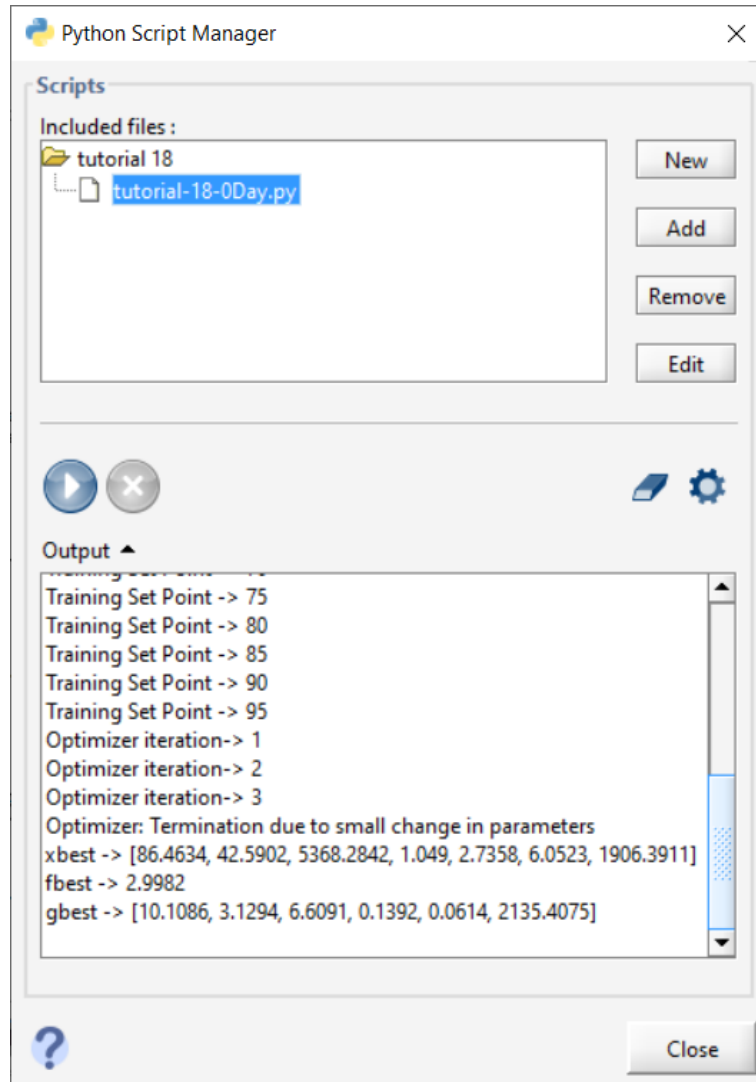 Python Script Manager
Scripts
Included files :
tutorial 18
tutorial-18-0Day.py
New
Add
Remove
Edit
Output
Training Set Point -> 75
Training Set Point -> 80
Training Set Point -> 85
Training Set Point -> 90
Training Set Point -> 95
Optimizer iteration-> 1
Optimizer iteration-> 2
Optimizer iteration-> 3
Optimizer: Termination due to small change in parameters
xbest -> [86.4634, 42.5902, 5368.2842, 1.049, 2.7358, 6.0523, 1906.3911]
fbest -> 2.9982
gbest -> [10.1086, 3.1294, 6.6091, 0.1392, 0.0614, 2135.4075]
?
Close